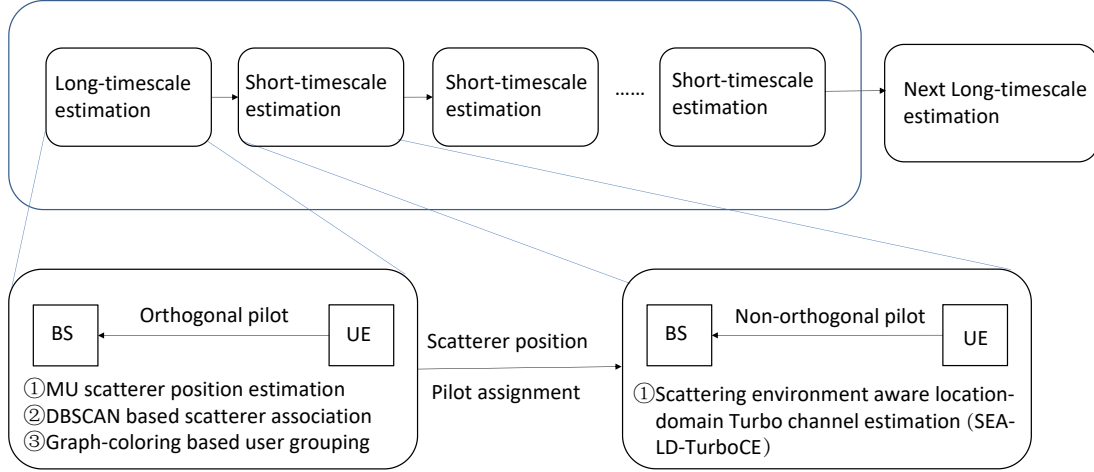 Long-timescale
estimation
Short-timescale
estimation
Short-timescale
estimation
……
Short-timescale
estimation
Next Long-timescale
estimation
BS
Orthogonal pilot
UE
①MU scatterer position estimation
②DBSCAN based scatterer association
③Graph-coloring based user grouping
Scatterer position
Pilot assignment
BS
Non-orthogonal pilot
UE
①Scattering environment aware location-
domain Turbo channel estimation（SEA-
LD-TurboCE）